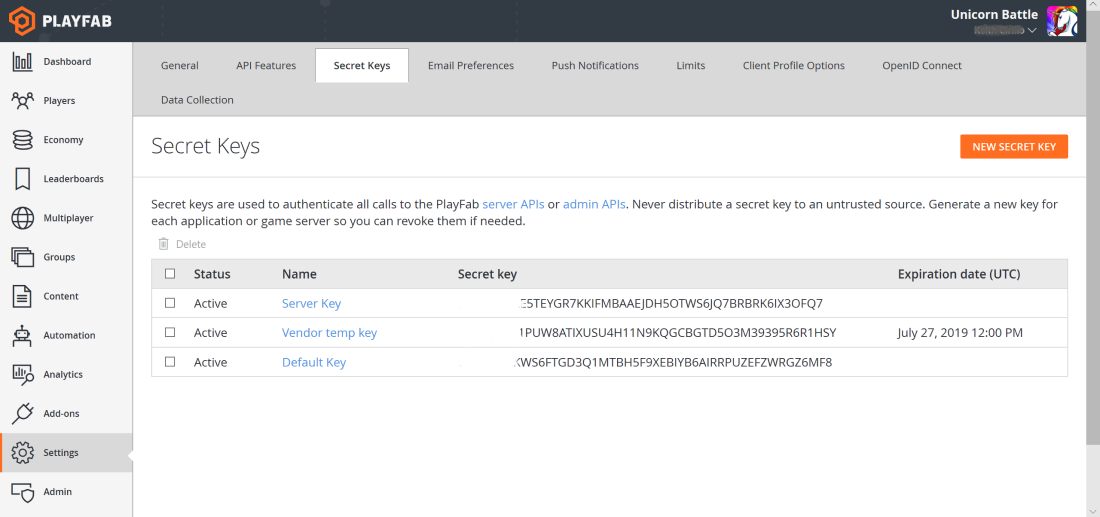 PLAYFAB
Unicorn Battle
Dashboard
Players
Economy
Leaderboards
Multiplayer
Groups
Content
Automation
Analytics
Add-ons
Settings
Admin
General API Features Secret Keys Email Preferences Push Notifications Limits Client Profile Options OpenID Connect
Data Collection
Secret Keys
NEW SECRET KEY
Secret keys are used to authenticate all calls to the PlayFab server APIs or admin APIs. Never distribute a secret key to an untrusted source. Generate a new key for
each application or game server so you can revoke them if needed.
Delete
Status Name Secret key Expiration date (UTC)
Active Server Key E5TEYGR7KKIFMBAAEJDH5OTWS6JQ7BRBRK6IX3OFQ7
Active Vendor temp key 1PUW8ATIXUSU4H11N9KQGCBGTD5O3M39395R6R1HSY July 27, 2019 12:00 PM
Active Default Key KWS6FTGD3Q1MTBH5F9XEBIYB6AIRRPUZEFZWRGZ6MF8